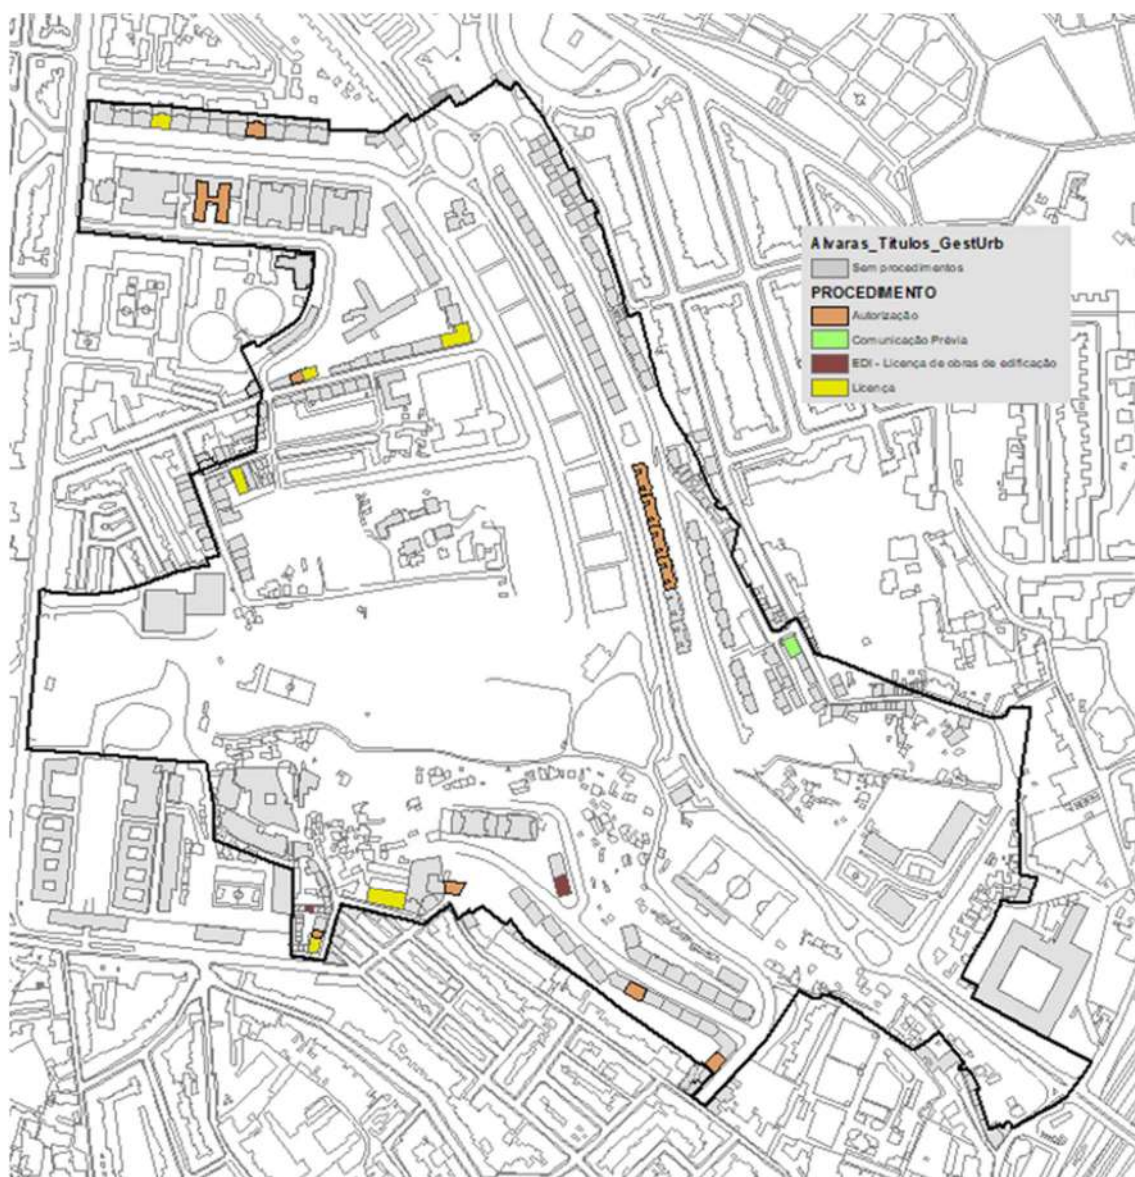 Alvaras_Titulos_GestUrb
Sem procedimentos
PROCEDIMENTO
Autorização
Comunicação Prévia
EDI - Licença de obras de edificação
Licença